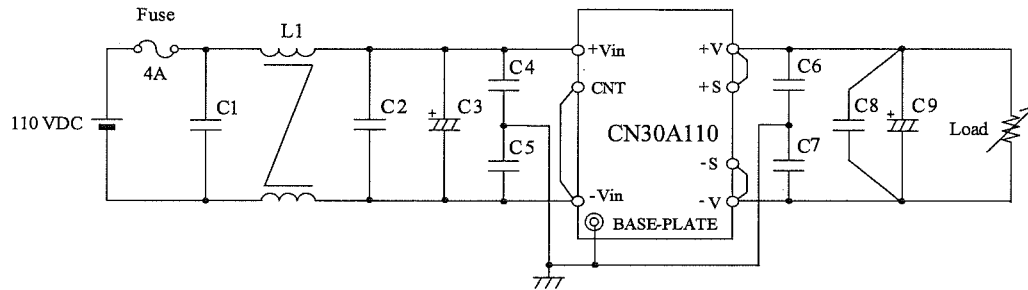 Fuse
4A
L1
110 VDC
C1
C2
+
C3
C4
C5
+Vin
CNT
-Vin
CN30A110
BASE-PLATE
+V
+S
-S
-V
C6
C7
C8
+
C9
Load